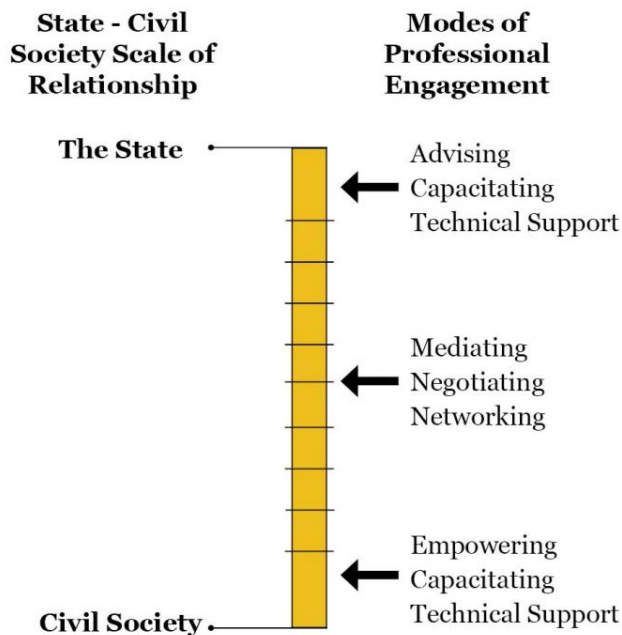 State - Civil
Society Scale of
Relationship
Modes of
Professional
Engagement
The State
Advising
Capacitating
Technical Support
Mediating
Negotiating
Networking
Empowering
Capacitating
Technical Support
Civil Society